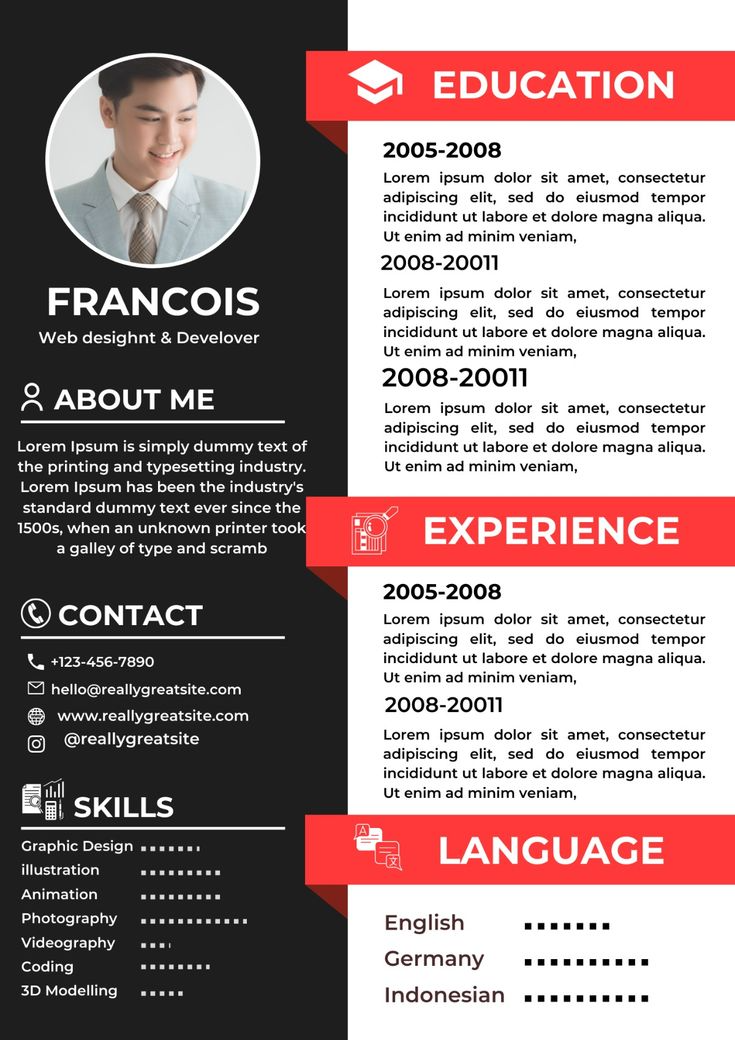 FRANCOIS
Web desighnt & Develover
ABOUT ME
Lorem Ipsum is simply dummy text of
the printing and typesetting industry.
Lorem Ipsum has been the industry's
standard dummy text ever since the
1500s, when an unknown printer took
a galley of type and scramb
CONTACT
+123-456-7890
hello@reallygreatsite.com
www.reallygreatsite.com
@reallygreatsite
SKILLS
Graphic Design
illustration
Animation
Photography
Videography
Coding
3D Modelling
EDUCATION
2005-2008
Lorem ipsum dolor sit amet, consectetur
adipiscing elit, sed do eiusmod tempor
incididunt ut labore et dolore magna aliqua.
Ut enim ad minim veniam,
2008-20011
Lorem ipsum dolor sit amet, consectetur
adipiscing elit, sed do eiusmod tempor
incididunt ut labore et dolore magna aliqua.
Ut enim ad minim veniam,
2008-20011
Lorem ipsum dolor sit amet, consectetur
adipiscing elit, sed do eiusmod tempor
incididunt ut labore et dolore magna aliqua.
Ut enim ad minim veniam,
EXPERIENCE
2005-2008
Lorem ipsum dolor sit amet, consectetur
adipiscing elit, sed do eiusmod tempor
incididunt ut labore et dolore magna aliqua.
Ut enim ad minim veniam,
2008-20011
Lorem ipsum dolor sit amet, consectetur
adipiscing elit, sed do eiusmod tempor
incididunt ut labore et dolore magna aliqua.
Ut enim ad minim veniam,
A
文
LANGUAGE
English
Germany
Indonesian